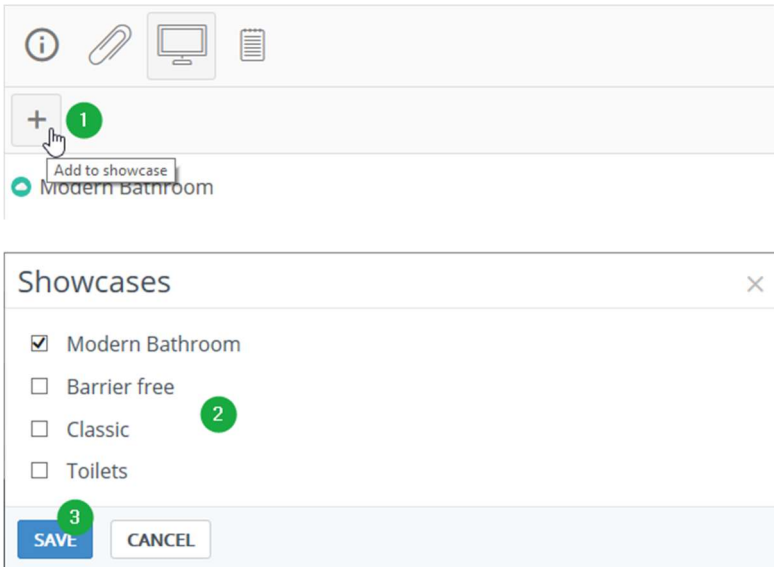 1
Add to showcase
Modern Bathroom
Showcases
Modern Bathroom
Barrier free
2
Classic
Toilets
3
SAVE CANCEL